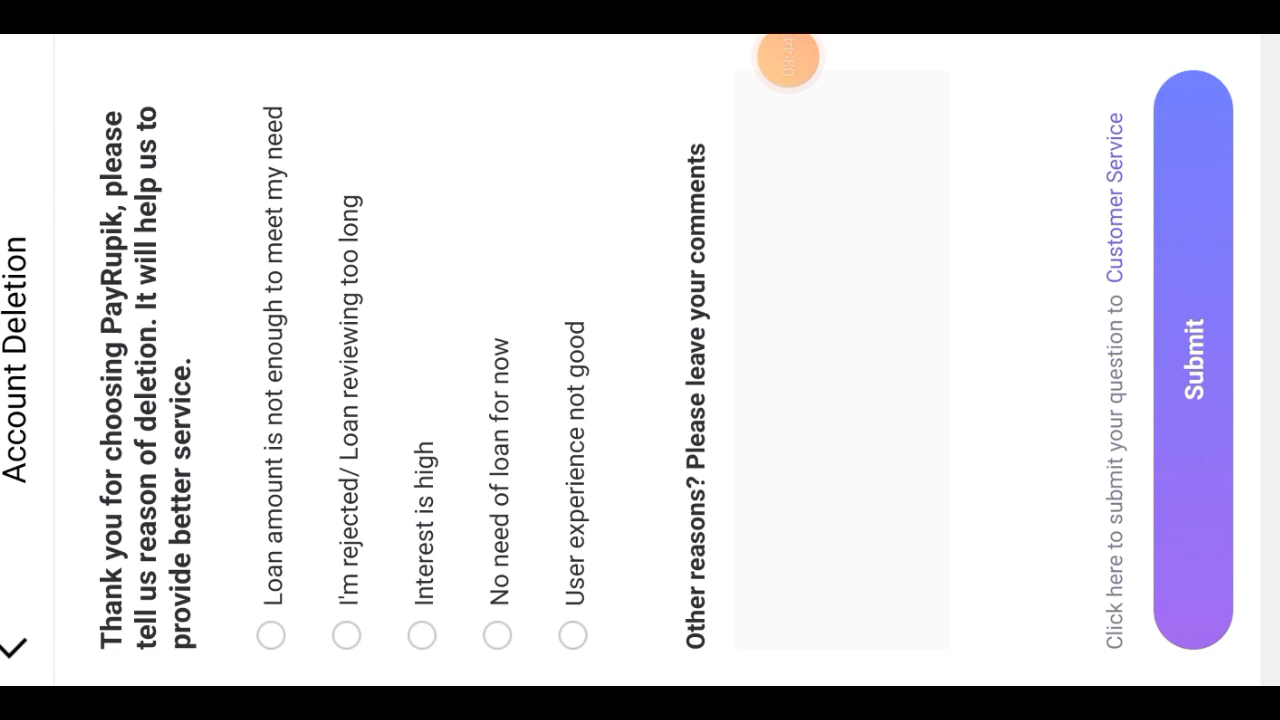 Account Deletion
Thank you for choosing PayRupik, please
tell us reason of deletion. It will help us to
provide better service.
Loan amount is not enough to meet my need
I'm rejected/ Loan reviewing too long
Interest is high
No need of loan for now
User experience not good
Other reasons? Please leave your comments
03:44
Click here to submit your question to Customer Service
Submit